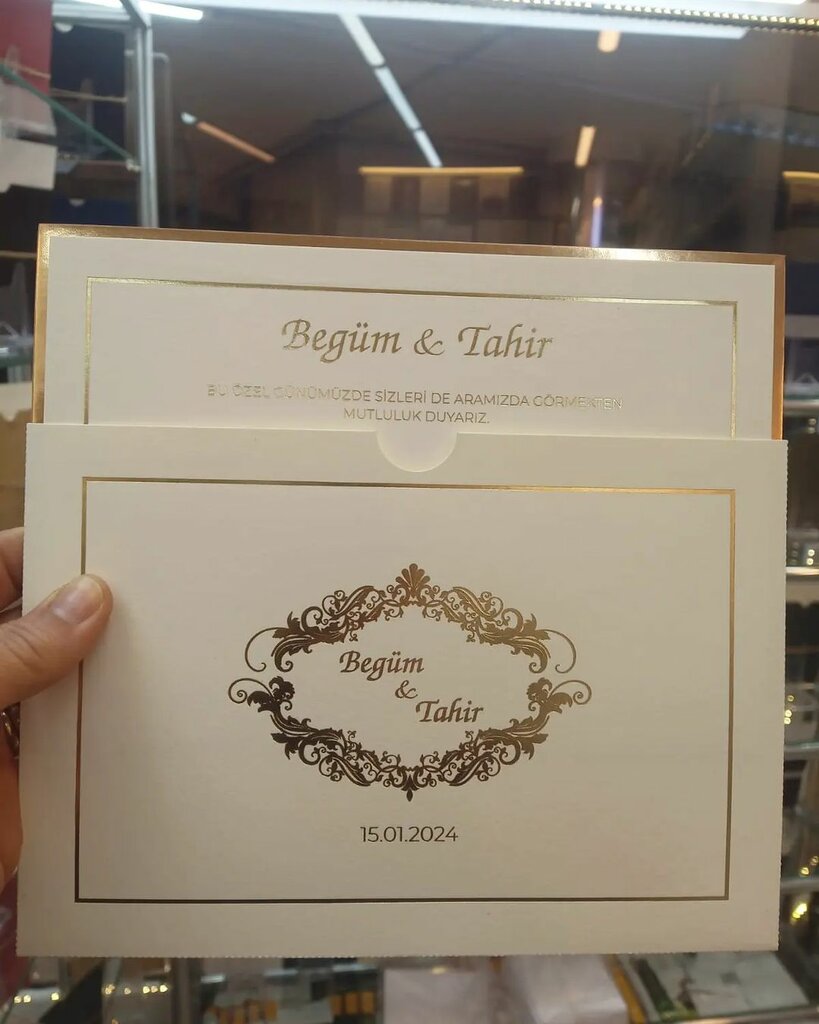 Begüm & Tahir
BU ÖZEL GÜNÜMÜZDE SİZLERİ DE ARAMIZDA GÖRMEKTEN
MUTLULUK DUYARIZ.
Begüm
&
Tahir
15.01.2024